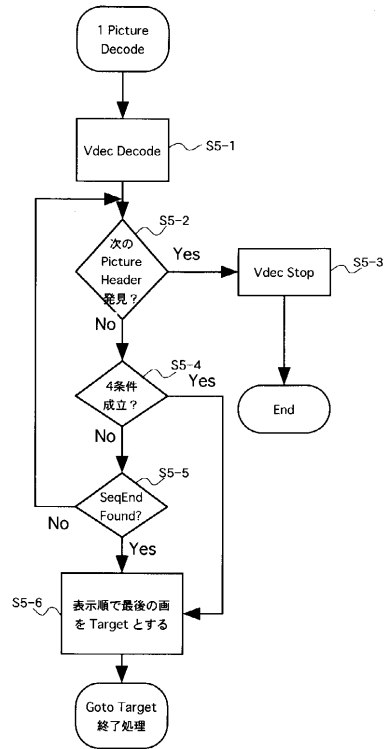 1 Picture
Decode
Vdec Decode
S5-1
S5-2
次の
Picture
Header
発見？
Yes
Vdec Stop
S5-3
No
End
S5-4
4条件
成立？
Yes
No
S5-5
SeqEnd
Found?
No
Yes
S5-6
表示順で最後の画
を Target とする
Goto Target
終了処理